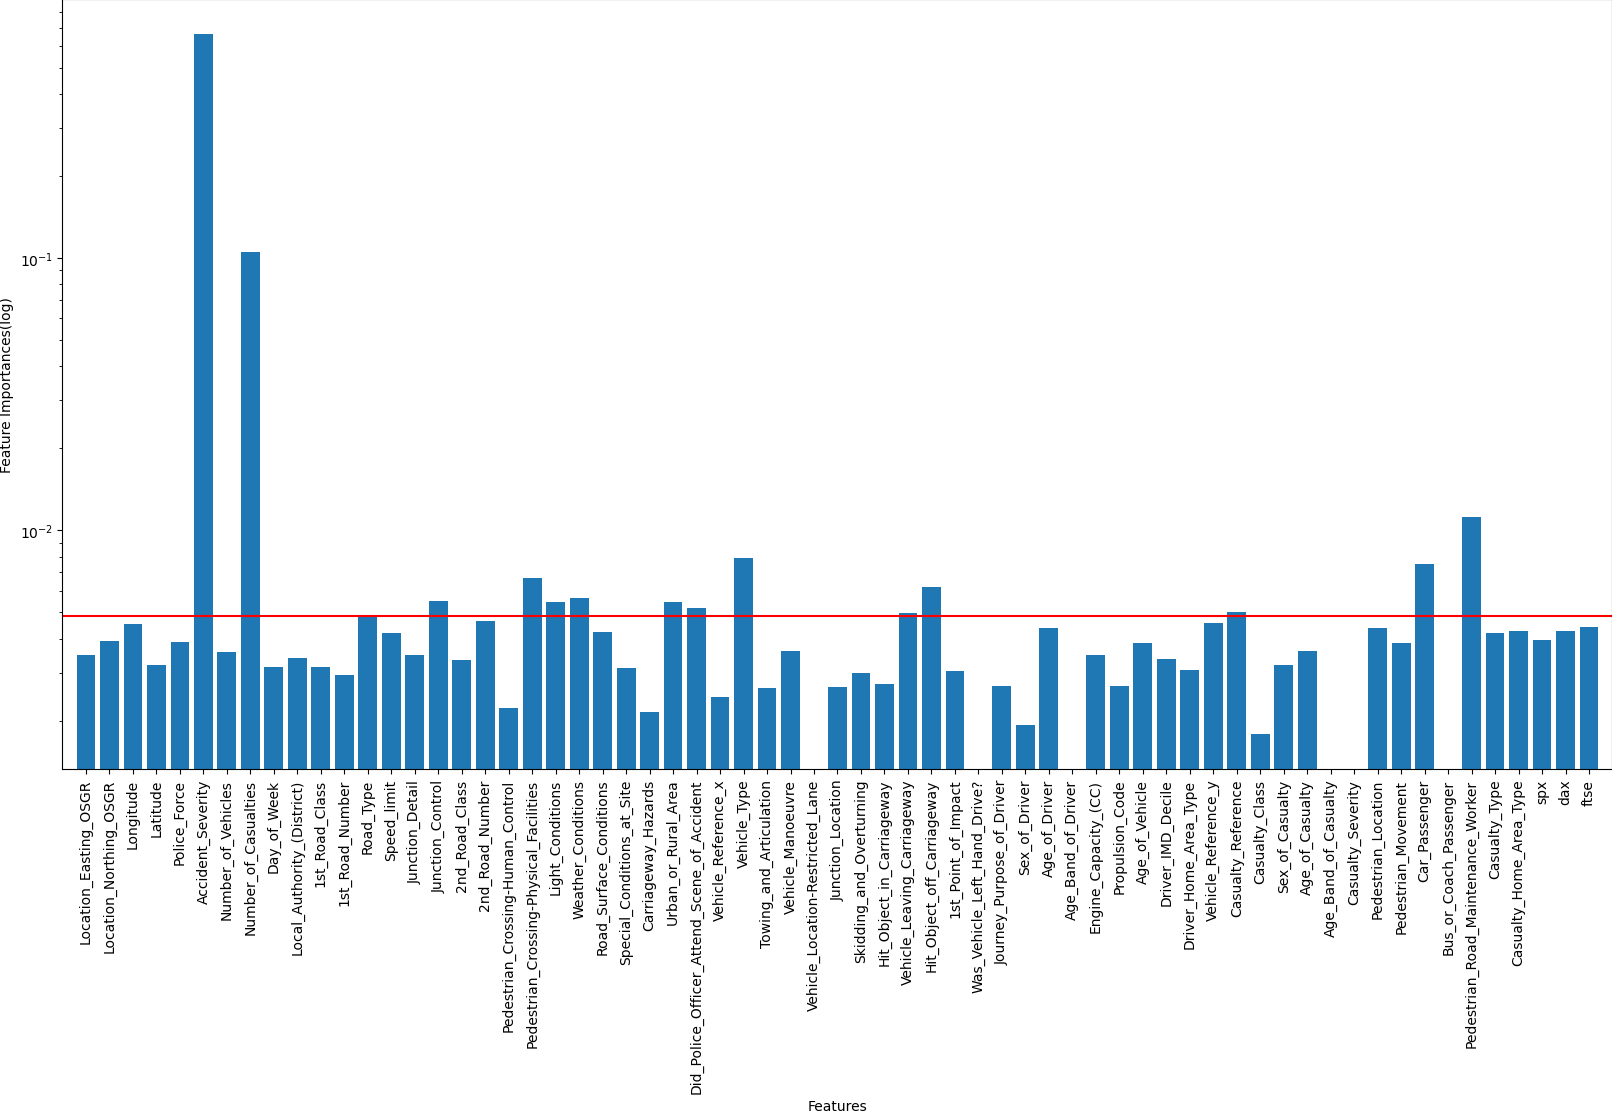 Feature Importances(log)
10⁻¹
10⁻²
Location_Easting_OSGR
Location_Northing_OSGR
Longitude
Latitude
Police_Force
Accident_Severity
Number_of_Vehicles
Number_of_Casualties
Day_of_Week
Local_Authority_(District)
1st_Road_Class
1st_Road_Number
Road_Type
Speed_limit
Junction_Detail
Junction_Control
2nd_Road_Class
2nd_Road_Number
Pedestrian_Crossing-Human_Control
Pedestrian_Crossing-Physical_Facilities
Light_Conditions
Weather_Conditions
Road_Surface_Conditions
Special_Conditions_at_Site
Carriageway_Hazards
Urban_or_Rural_Area
Did_Police_Officer_Attend_Scene_of_Accident
Vehicle_Reference_x
Vehicle_Type
Towing_and_Articulation
Vehicle_Manoeuvre
Vehicle_Location-Restricted_Lane
Junction_Location
Skidding_and_Overturning
Hit_Object_in_Carriageway
Vehicle_Leaving_Carriageway
Hit_Object_off_Carriageway
1st_Point_of_Impact
Was_Vehicle_Left_Hand_Drive?
Journey_Purpose_of_Driver
Sex_of_Driver
Age_of_Driver
Age_Band_of_Driver
Engine_Capacity_(CC)
Propulsion_Code
Age_of_Vehicle
Driver_IMD_Decile
Driver_Home_Area_Type
Vehicle_Reference_y
Casualty_Reference
Casualty_Class
Sex_of_Casualty
Age_of_Casualty
Age_Band_of_Casualty
Casualty_Severity
Pedestrian_Location
Pedestrian_Movement
Car_Passenger
Bus_or_Coach_Passenger
Pedestrian_Road_Maintenance_Worker
Casualty_Type
Casualty_Home_Area_Type
spx
dax
ftse
Features